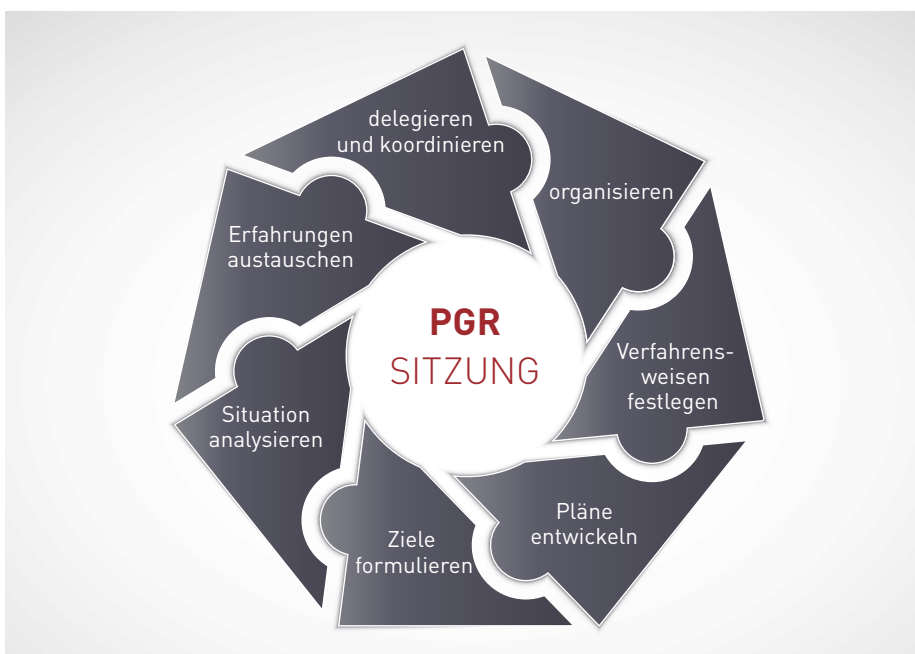 delegieren
und koordinieren
organisieren
Erfahrungen
austauschen
PGR
SITZUNG
Verfahrens-
weisen
festlegen
Situation
analysieren
Pläne
entwickeln
Ziele
formulieren